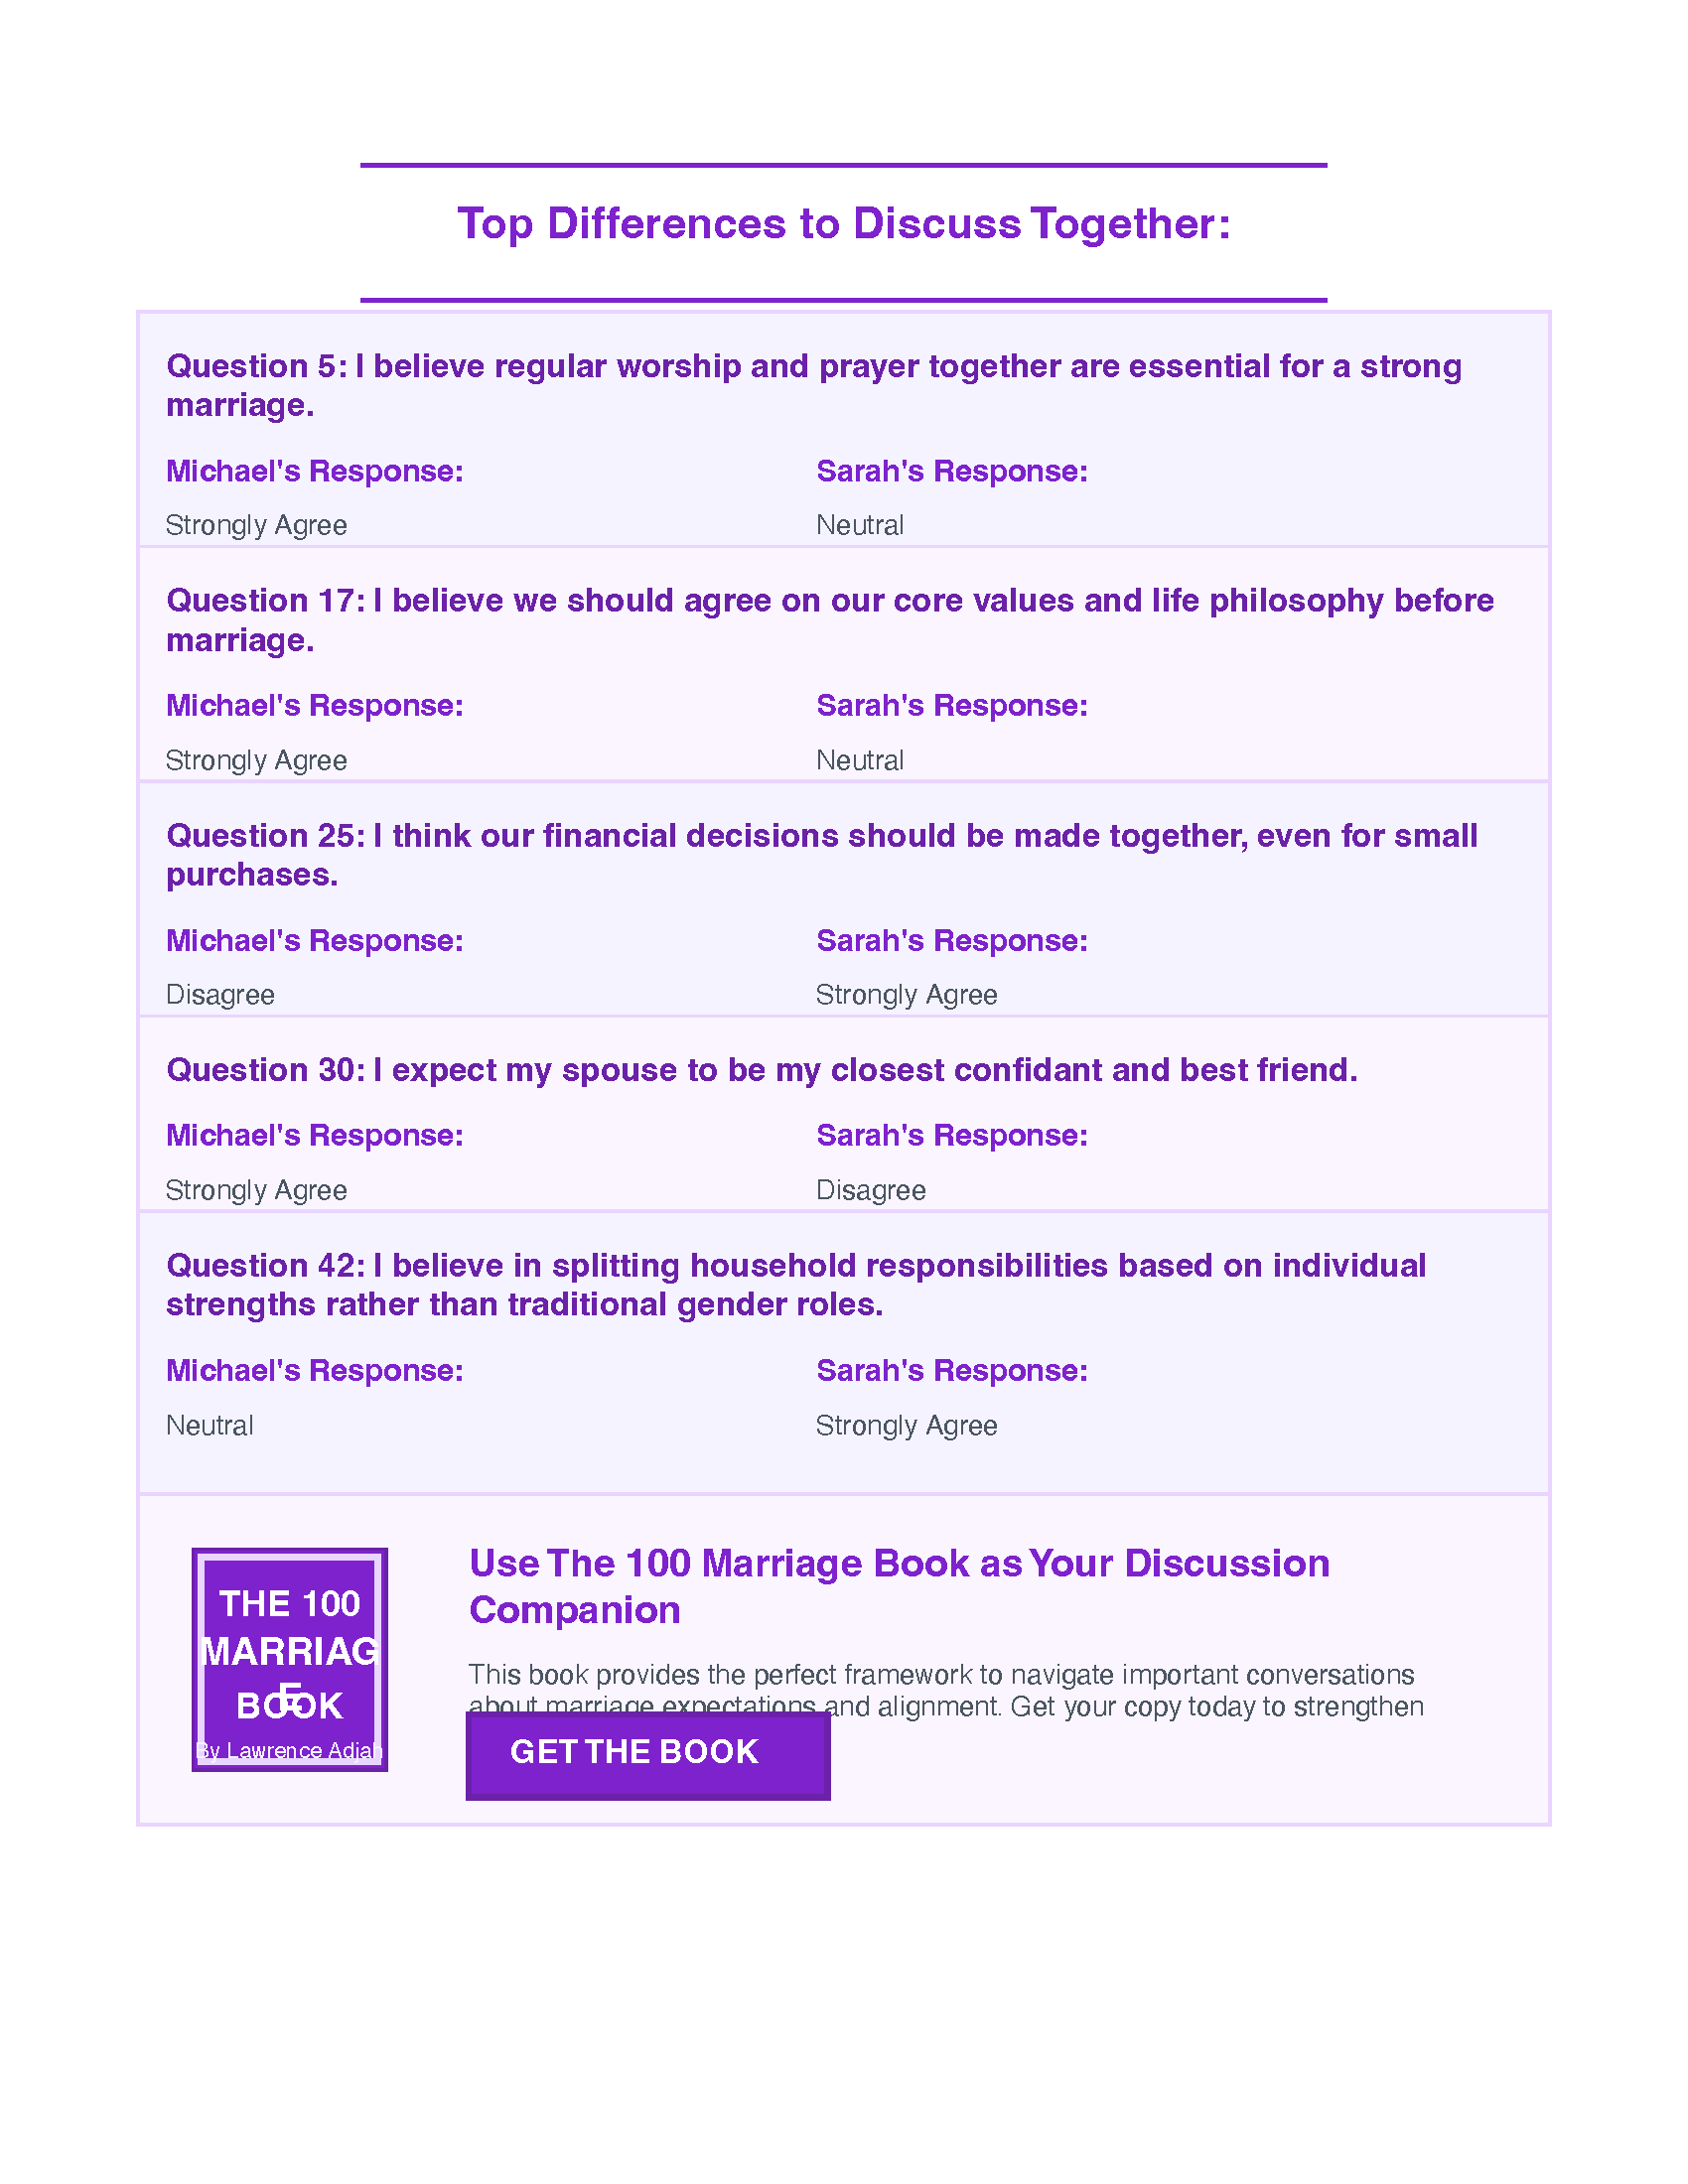 Top Differences to Discuss Together:
Question 5: I believe regular worship and prayer together are essential for a strong
marriage.
Michael's Response:
Sarah's Response:
Strongly Agree
Neutral
Question 17: I believe we should agree on our core values and life philosophy before
marriage.
Michael's Response:
Sarah's Response:
Strongly Agree
Neutral
Question 25: I think our financial decisions should be made together, even for small
purchases.
Michael's Response:
Sarah's Response:
Disagree
Strongly Agree
Question 30: I expect my spouse to be my closest confidant and best friend.
Michael's Response:
Sarah's Response:
Strongly Agree
Disagree
Question 42: I believe in splitting household responsibilities based on individual
strengths rather than traditional gender roles.
Michael's Response:
Sarah's Response:
Neutral
Strongly Agree
THE 100
MARRIAG
E
BOOK
By Lawrence Adjah
Use The 100 Marriage Book as Your Discussion
Companion
This book provides the perfect framework to navigate important conversations
about marriage expectations and alignment. Get your copy today to strengthen
GET THE BOOK